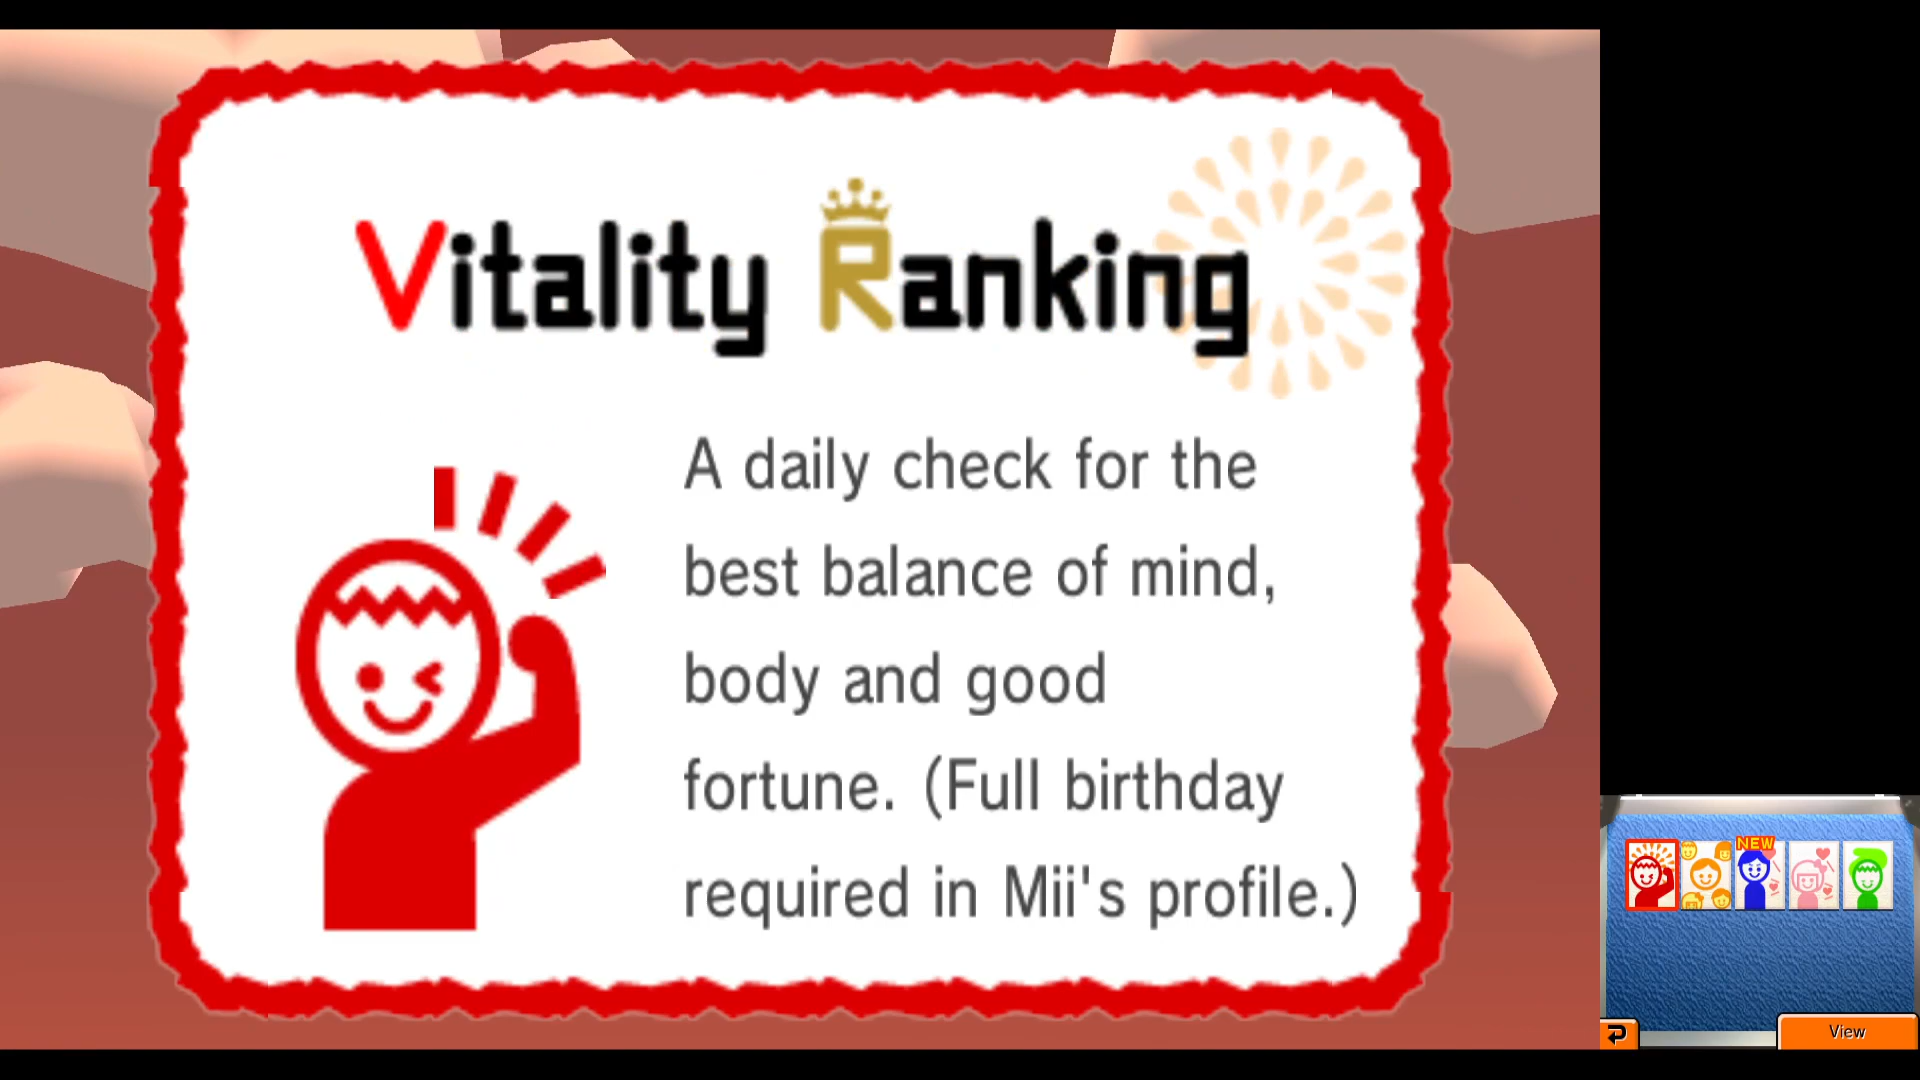 Vitality Ranking
A daily check for the
best balance of mind,
body and good
fortune. (Full birthday
required in Mii's profile.)
NEW
View